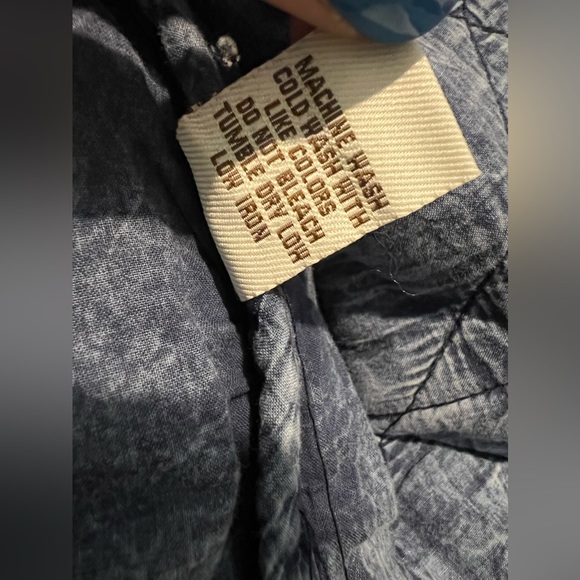 MACHINE WASH
COLD WASH WITH
LIKE COLORS
DO NOT BLEACH
TUMBLE DRY LOW
LOW IRON